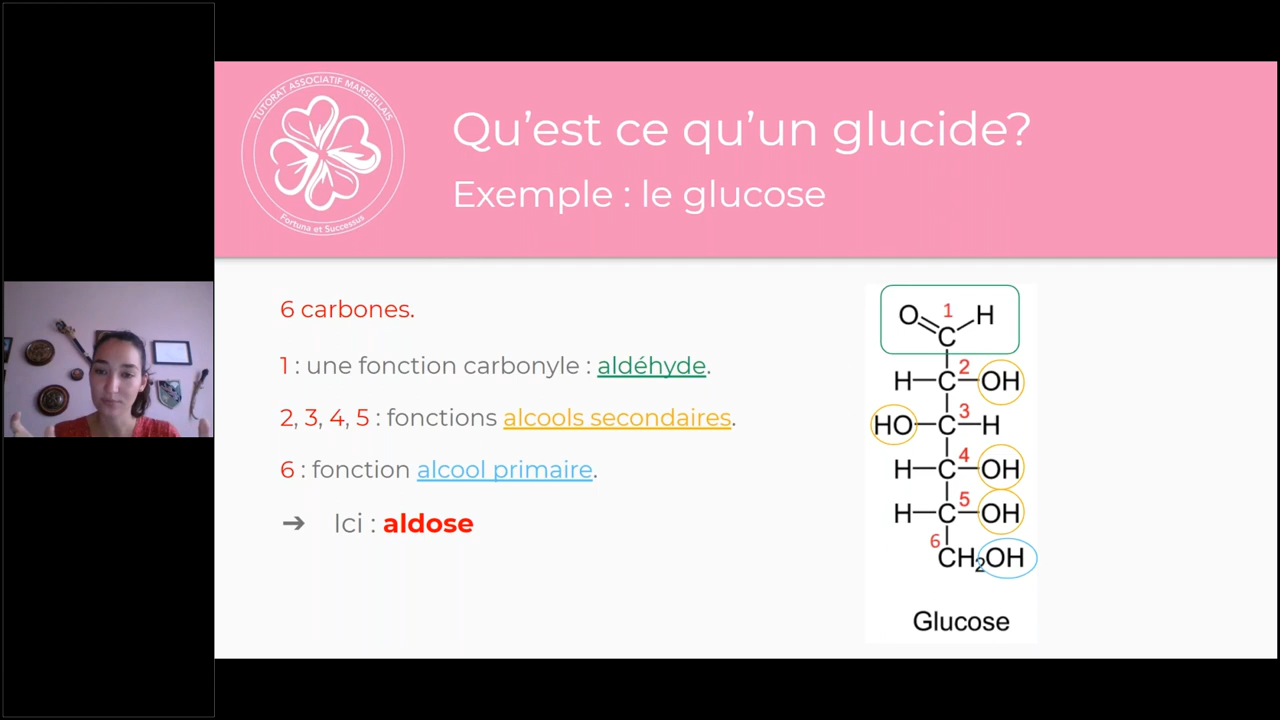 TUTORAT ASSOCIATIF MARSEILLAIS
Fortuna et Successus
Qu'est ce qu'un glucide?
Exemple : le glucose
6 carbones.
1 : une fonction carbonyle : aldéhyde.
2, 3, 4, 5 : fonctions alcools secondaires.
6 : fonction alcool primaire.
➔ Ici : aldose
O 1 H
C
2
H C OH
3
HO C H
4
H C OH
5
H C OH
6
CH2OH
Glucose